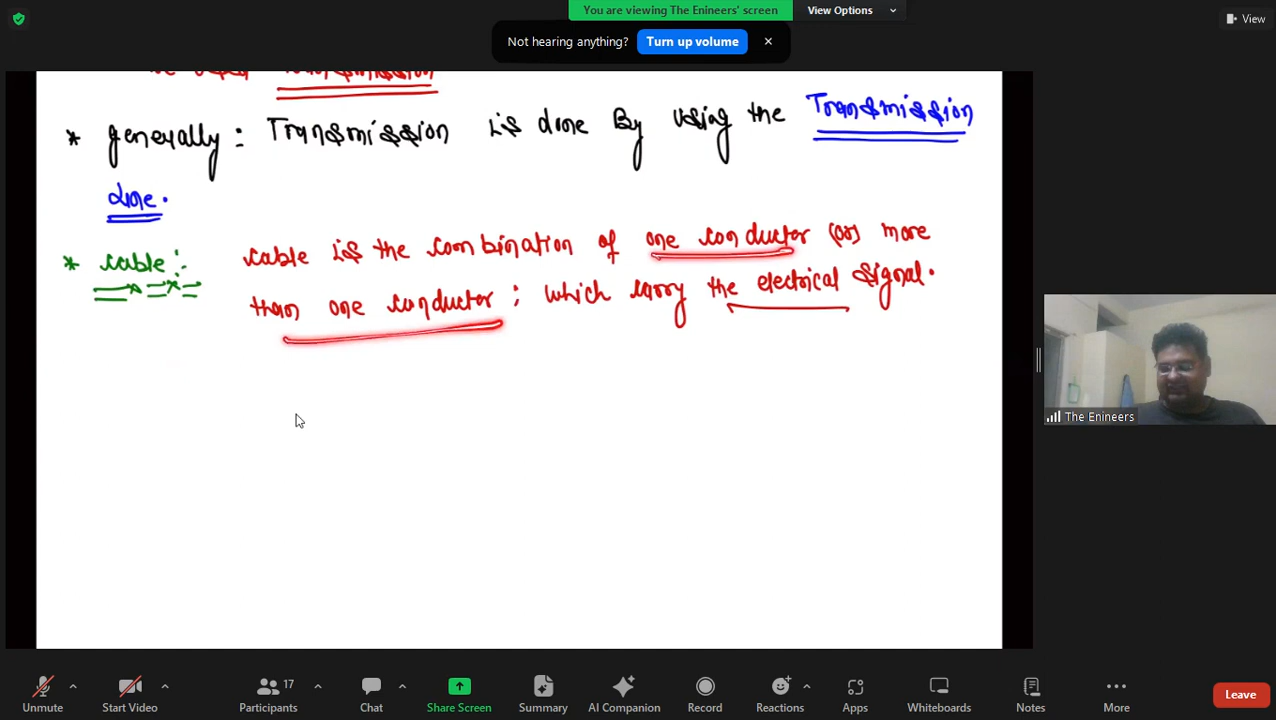 You are viewing The Enineers' screen
View Options
View
Not hearing anything? Turn up volume
be used Transmission
* generally : Transmission is done By using the Transmission
Line.
* cable : cable is the combination of one conductor (or) more
than one conductor ; which carry the electrical signal.
The Enineers
Unmute
Start Video
17
Participants
Chat
Share Screen
Summary
AI Companion
Record
Reactions
Apps
Whiteboards
Notes
More
Leave